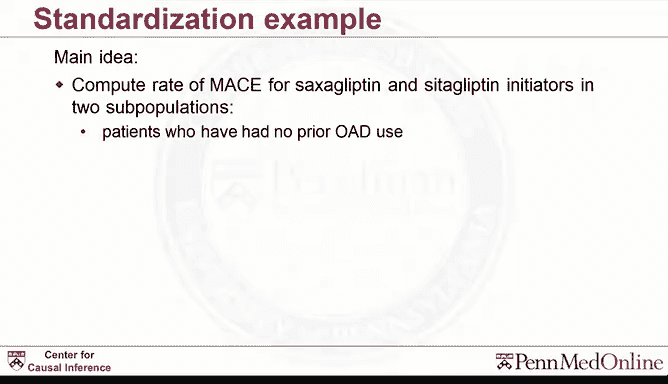 Standardization example
Main idea:
Compute rate of MACE for saxagliptin and sitagliptin initiators in
two subpopulations:
• patients who have had no prior OAD use
Center for
Causal Inference
PennMedOnline